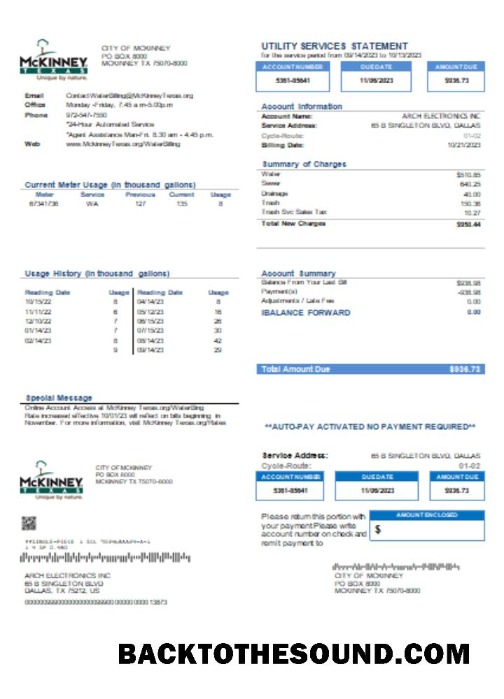 McKINNEY
TEXAS
Unique by nature.
CITY OF MCKINNEY
PO BOX 8000
MCKINNEY TX 75070-8000
UTILITY SERVICES STATEMENT
for the service period from 09/14/2023 to 10/13/2023
ACCOUNT NUMBER DUE DATE AMOUNT DUE
5361-85641 11/06/2023 $936.73
Email ContactWaterBilling@McKinneyTexas.org
Office Monday -Friday, 7.45 a m-5:00p.m
Phone 972-547-7550
*24-Hour Automated Service
*Agent Assistance Mon-Fri. 8.30 am - 4.45 p.m.
Web www.McKinneyTexas.org/WaterBilling
Account Information
Account Name: ARCH ELECTRONICS INC
Service Address: 65 B SINGLETON BLVD, DALLAS
Cycle-Route: 01-02
Billing Date: 10/21/2023
Current Meter Usage (in thousand gallons)
Meter Service Previous Current Usage
67341736 WA 127 135 8
Summary of Charges
Water $510.85
Sewer 640.25
Drainage 40.00
Trash 150.36
Trash Svc Sales Tax 10.27
Total New Charges $950.44
Usage History (in thousand gallons)
Reading Date Usage Reading Date Usage
10/15/22 8 04/14/23 8
11/11/22 6 05/12/23 16
12/14/22 7 06/15/23 26
01/14/23 7 07/15/23 30
02/14/23 8 08/14/23 42
9 09/14/23 29
Account Summary
Balance From Your Last Bill $938.98
Payment(s) -938.98
Adjustments / Late Fee 0.00
IBALANCE FORWARD 0.00
Total Amount Due $936.73
Special Message
Online Account Access at McKinney Texas.org/WaterBing
Rate increased effective 10/01/23 will reflect on bills beginning in
November. For more information, visit McKinney Texas.org/Rates
**AUTO-PAY ACTIVATED NO PAYMENT REQUIRED**
McKINNEY
TEXAS
Unique by nature.
CITY OF MCKINNEY
PO BOX 8000
MCKINNEY TX 75070-8000
Service Address: 65 B SINGLETON BLVD, DALLAS
Cycle-Route: 01-02
ACCOUNT NUMBER DUE DATE AMOUNT DUE
5361-85641 11/06/2023 $936.73
Please return this portion with
your payment Please write
account number on check and
remit payment to
AMOUNT ENCLOSED
$
ARCH ELECTRONICS INC
65 B SINGLETON BLVD
DALLAS, TX 75212, US
CITY OF MCKINNEY
PO BOX 8000
MCKINNEY TX 75070-8000
BACKTOTHESOUND.COM